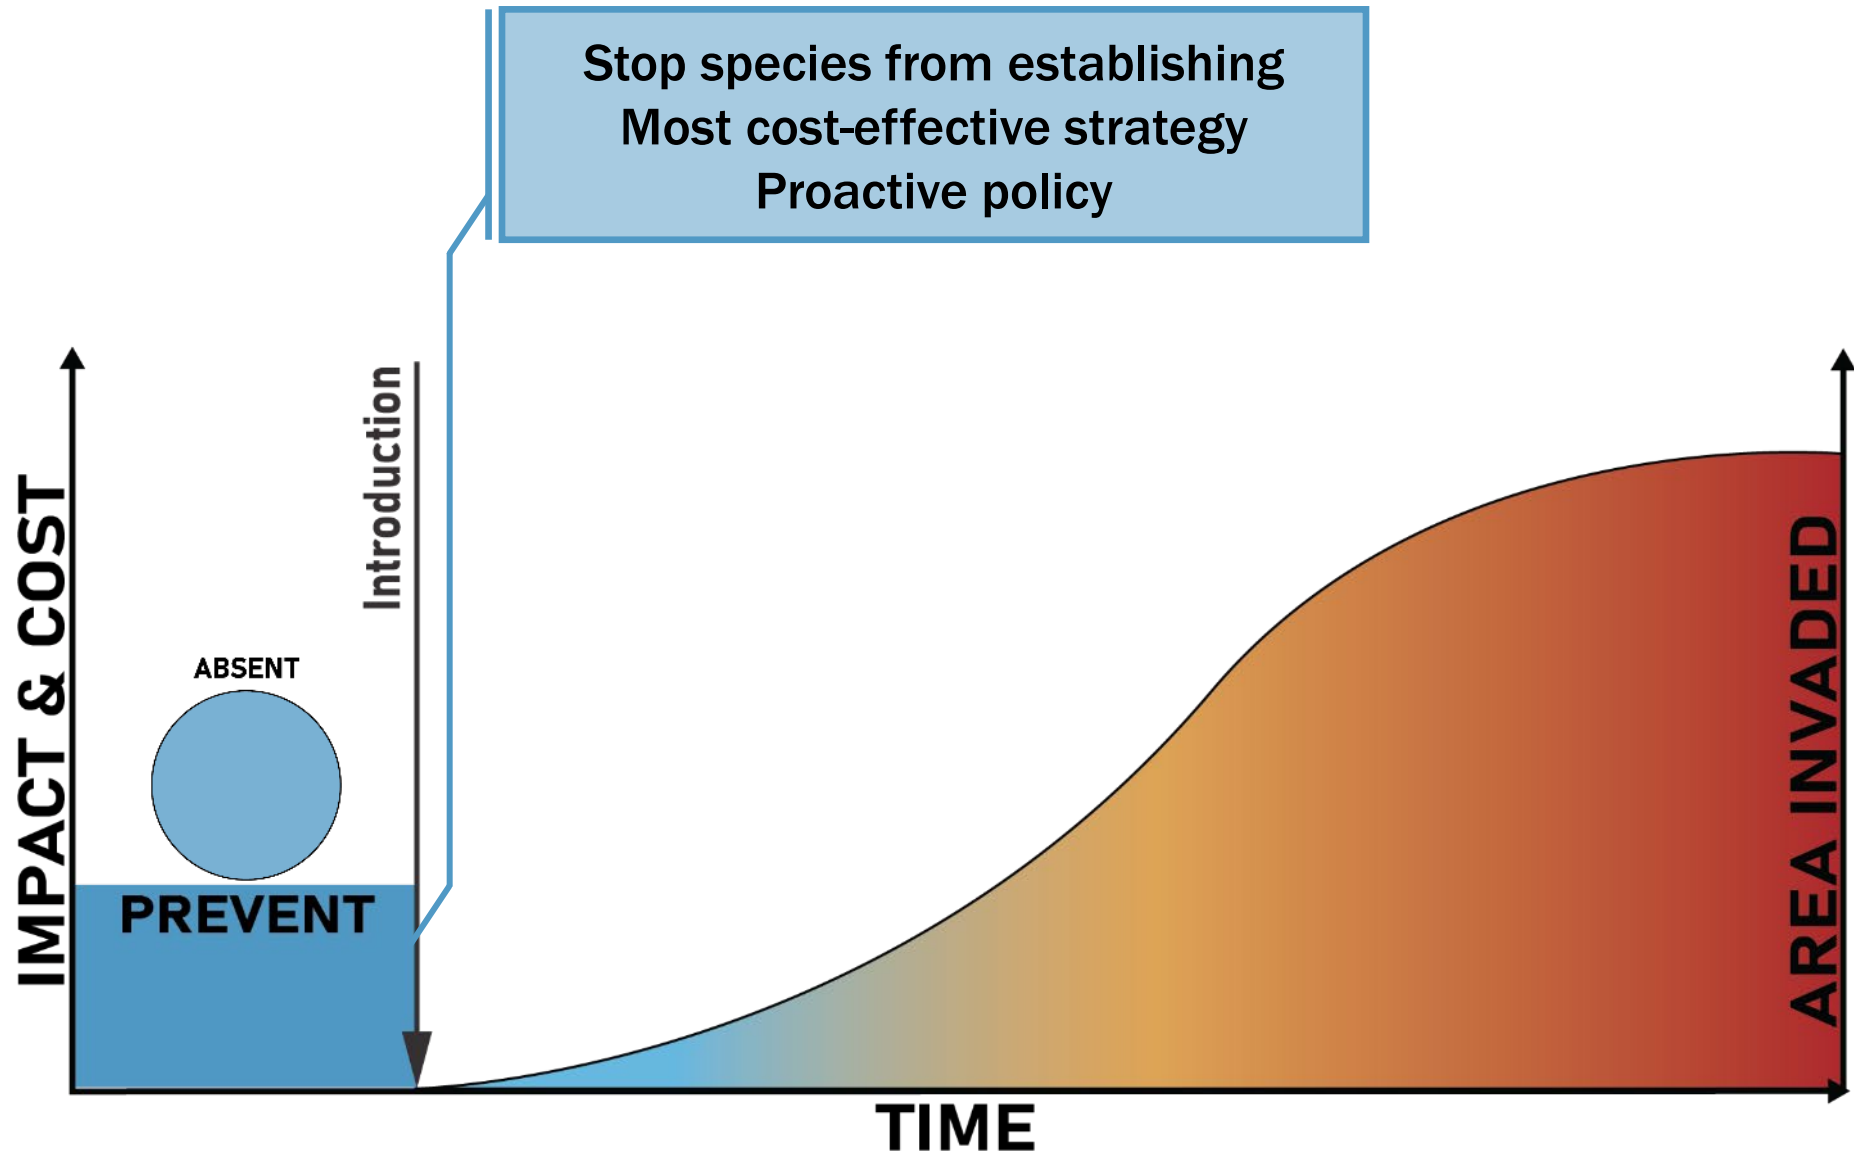 Stop species from establishing
Most cost-effective strategy
Proactive policy
IMPACT & COST
Introduction
ABSENT
PREVENT
AREA INVADED
TIME